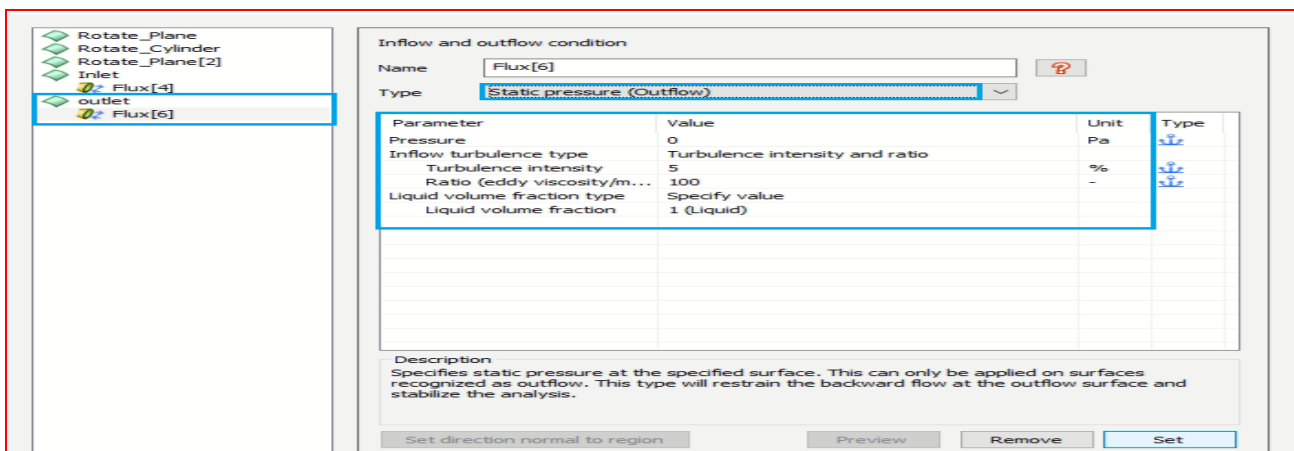 Rotate_Plane
Rotate_Cylinder
Rotate_Plane[2]
Inlet
Flux[4]
outlet
Flux[6]
Inflow and outflow condition
Name Flux[6]
Type Static pressure (Outflow)
Parameter Value Unit Type
Pressure 0 Pa
Inflow turbulence type Turbulence intensity and ratio
Turbulence intensity 5 %
Ratio (eddy viscosity/m... 100 -
Liquid volume fraction type Specify value
Liquid volume fraction 1 (Liquid)
Description
Specifies static pressure at the specified surface. This can only be applied on surfaces
recognized as outflow. This type will restrain the backward flow at the outflow surface and
stabilize the analysis.
Set direction normal to region Preview Remove Set